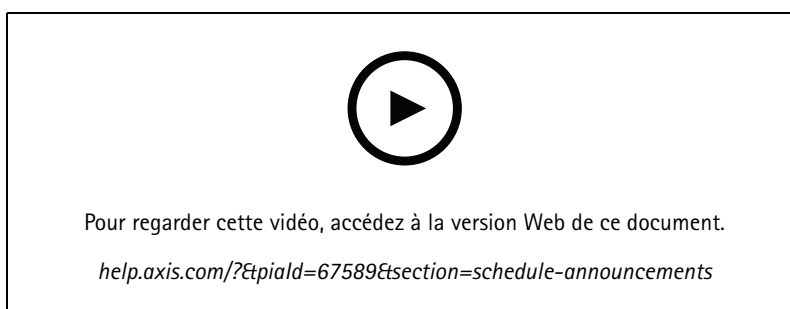 Pour regarder cette vidéo, accédez à la version Web de ce document.
help.axis.com/?&piaId=67589&section=schedule-announcements